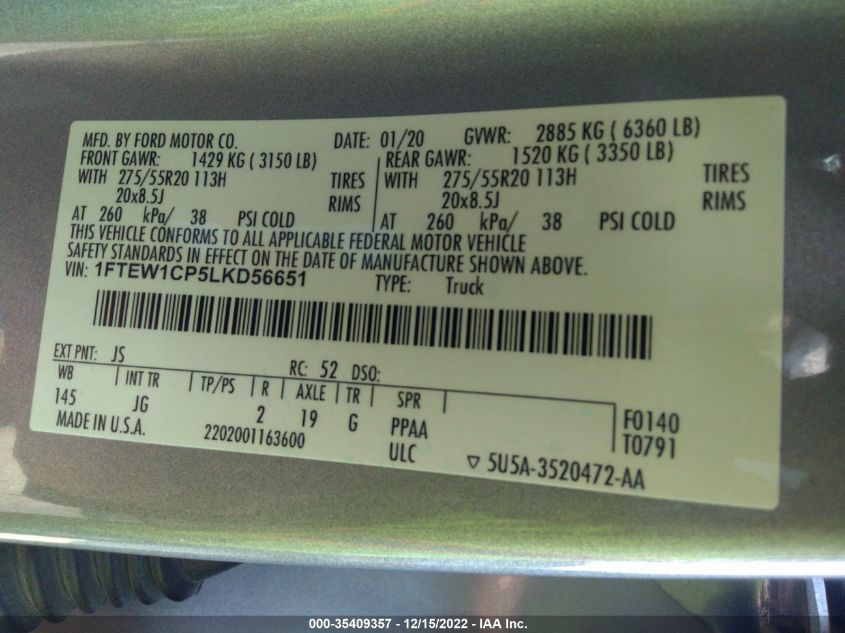 MFD. BY FORD MOTOR CO. DATE: 01/20 GVWR: 2885 KG ( 6360 LB)
FRONT GAWR: 1429 KG ( 3150 LB) REAR GAWR: 1520 KG ( 3350 LB)
WITH 275/55R20 113H TIRES WITH 275/55R20 113H TIRES
20x8.5J RIMS 20x8.5J RIMS
AT 260 kPa/ 38 PSI COLD AT 260 kPa/ 38 PSI COLD
THIS VEHICLE CONFORMS TO ALL APPLICABLE FEDERAL MOTOR VEHICLE
SAFETY STANDARDS IN EFFECT ON THE DATE OF MANUFACTURE SHOWN ABOVE.
VIN: 1FTEW1CP5LKD56651 TYPE: Truck
EXT PNT: JS RC: 52 DSO:
WB INT TR TP/PS R AXLE TR SPR
145 JG 2 19 G PPAA F0140
MADE IN U.S.A. 2202001163600 ULC T0791
5U5A-3520472-AA
000-35409357 - 12/15/2022 - IAA Inc.